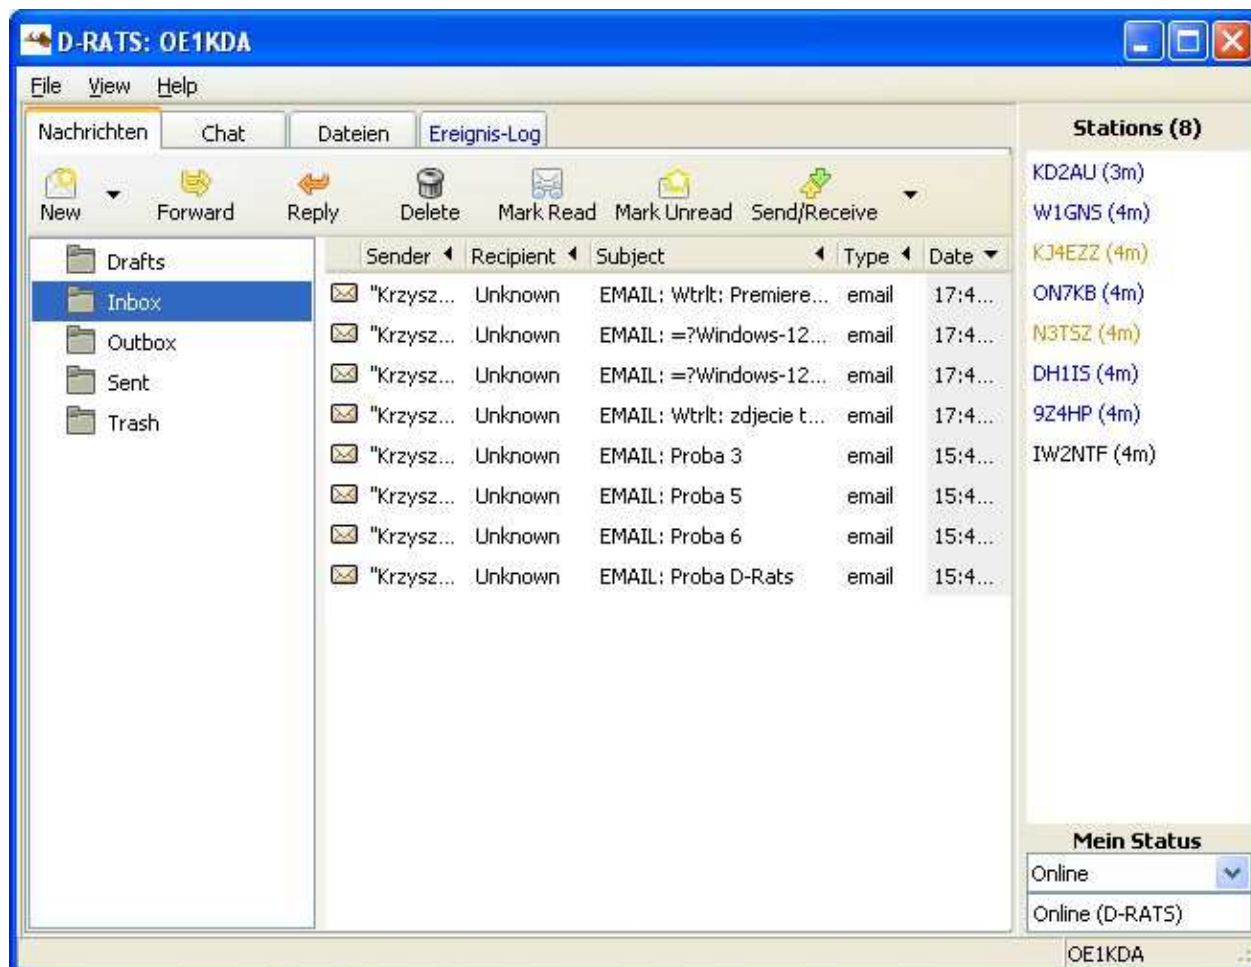 D-RATS: OE1KDA
File View Help
Nachrichten Chat Dateien Ereignis-Log
New Forward Reply Delete Mark Read Mark Unread Send/Receive
Drafts
Inbox
Outbox
Sent
Trash
Sender Recipient Subject Type Date
"Krzysz... Unknown EMAIL: Wtrlt: Premiere... email 17:4...
"Krzysz... Unknown EMAIL: =?Windows-12... email 17:4...
"Krzysz... Unknown EMAIL: =?Windows-12... email 17:4...
"Krzysz... Unknown EMAIL: Wtrlt: zdjecie t... email 17:4...
"Krzysz... Unknown EMAIL: Proba 3 email 15:4...
"Krzysz... Unknown EMAIL: Proba 5 email 15:4...
"Krzysz... Unknown EMAIL: Proba 6 email 15:4...
"Krzysz... Unknown EMAIL: Proba D-Rats email 15:4...
Stations (8)
KD2AU (3m)
W1GNS (4m)
KJ4EZZ (4m)
ON7KB (4m)
N3TSZ (4m)
DH1IS (4m)
9Z4HP (4m)
IW2NTF (4m)
Mein Status
Online
Online (D-RATS)
OE1KDA